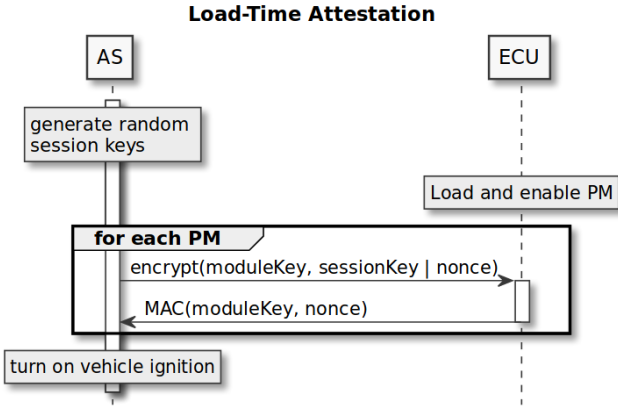 Load-Time Attestation
AS
ECU
generate random
session keys
Load and enable PM
for each PM
encrypt(moduleKey, sessionKey | nonce)
MAC(moduleKey, nonce)
turn on vehicle ignition